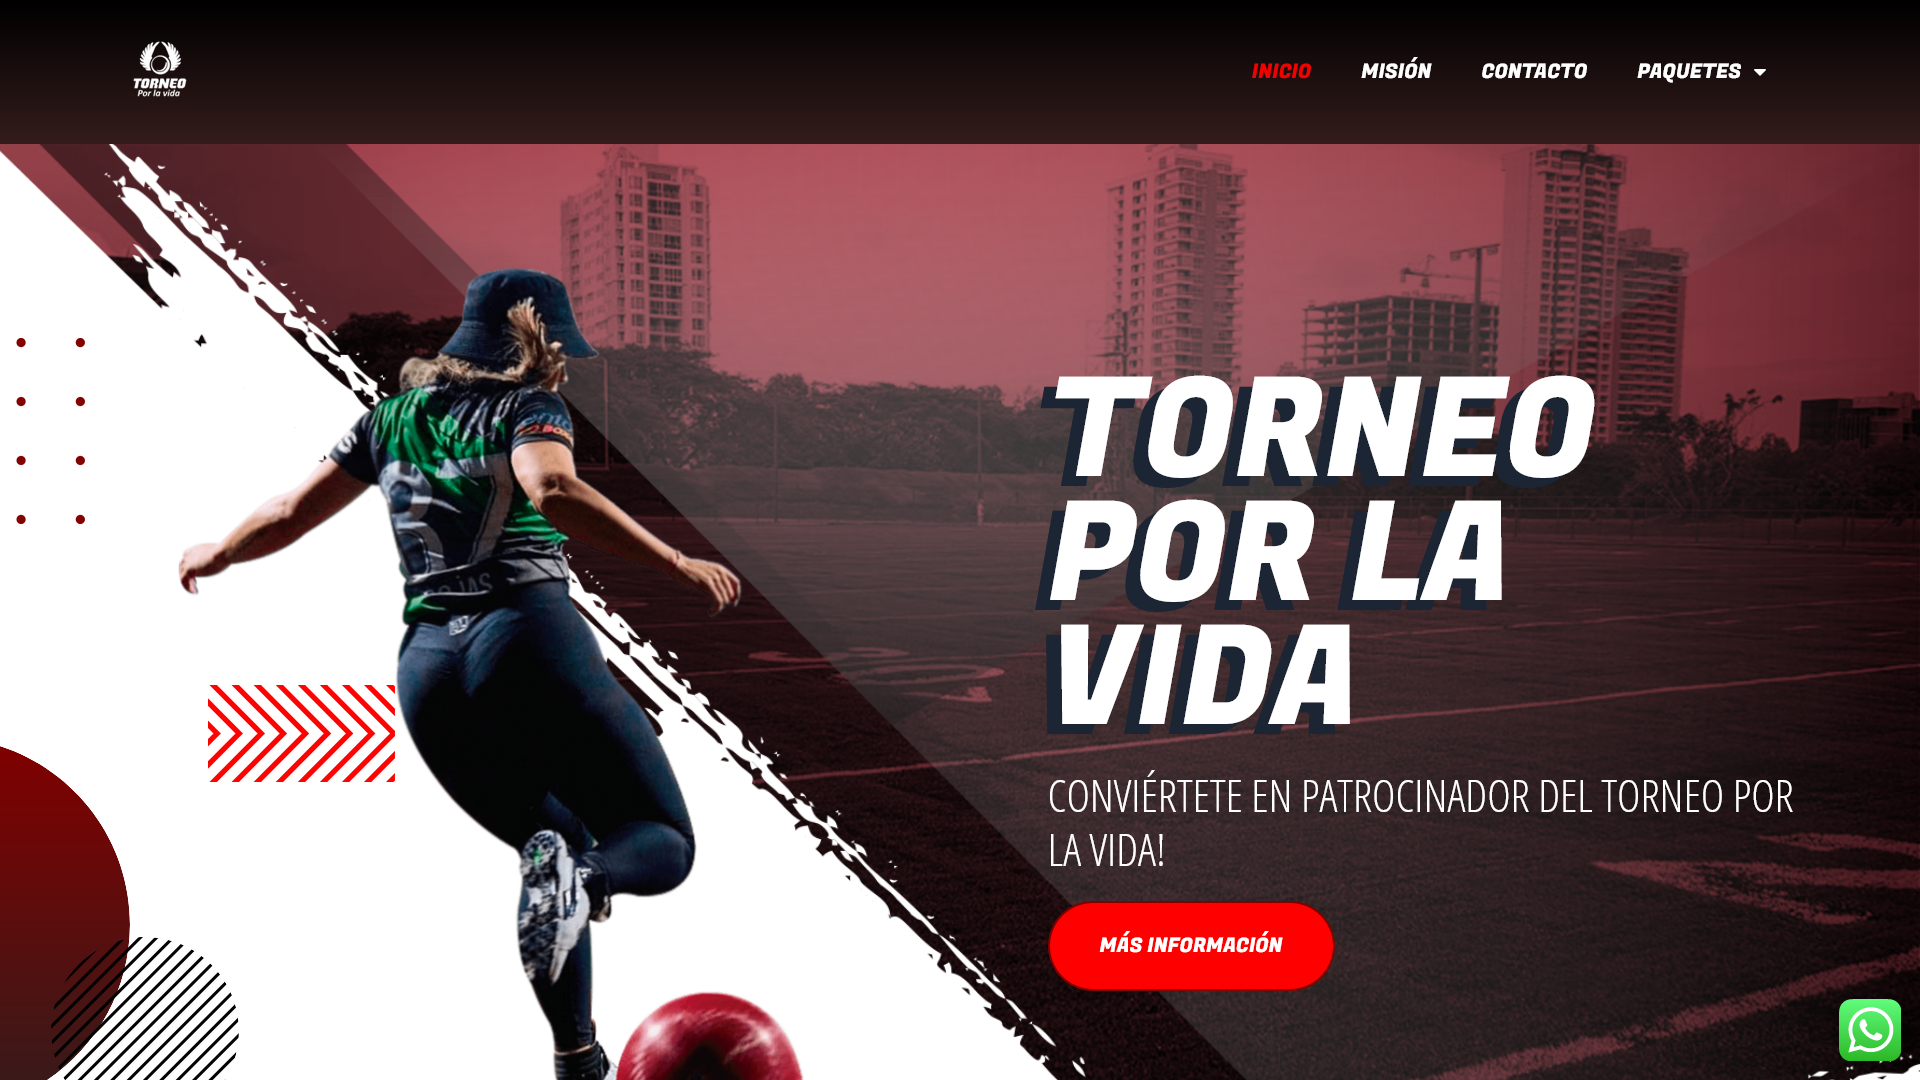 TORNEO
Por la vida
INICIO
MISIÓN
CONTACTO
PAQUETES
TORNEO
POR LA
VIDA
CONVIÉRTETE EN PATROCINADOR DEL TORNEO POR
LA VIDA!
MÁS INFORMACIÓN
37